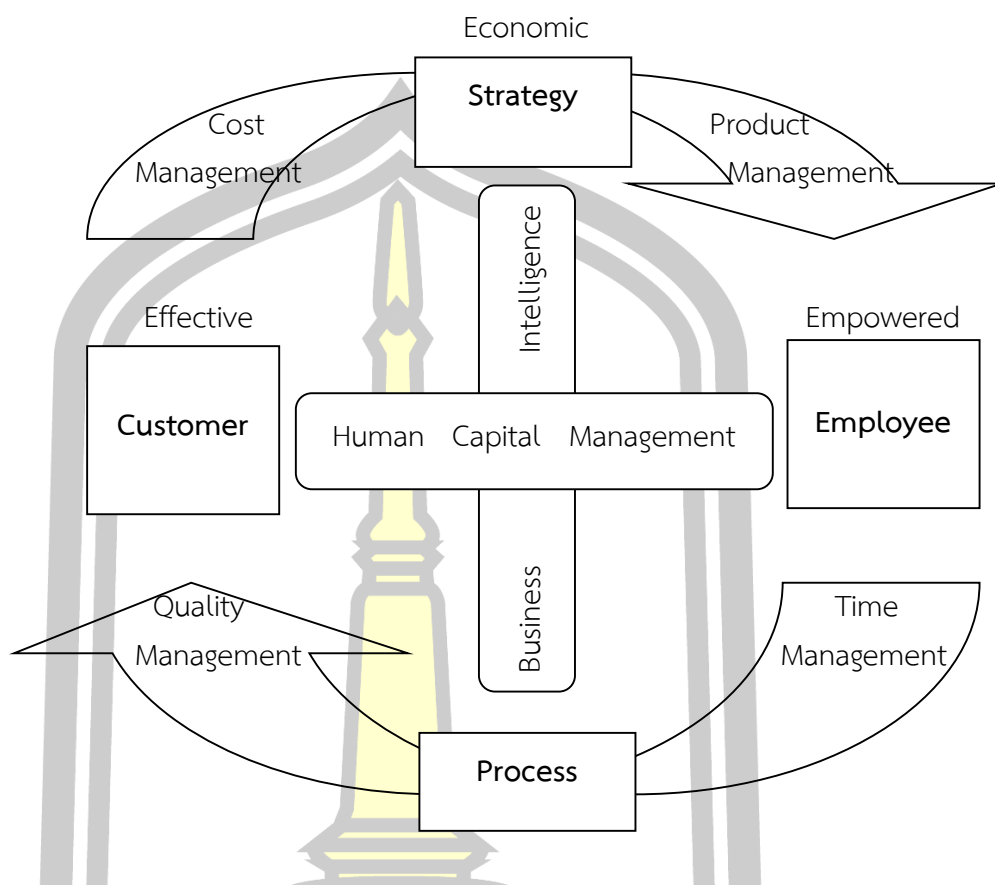 Economic
Strategy
Cost
Management
Product
Management
Intelligence
Effective
Customer
Empowered
Employee
Human Capital Management
Business
Quality
Management
Time
Management
Process